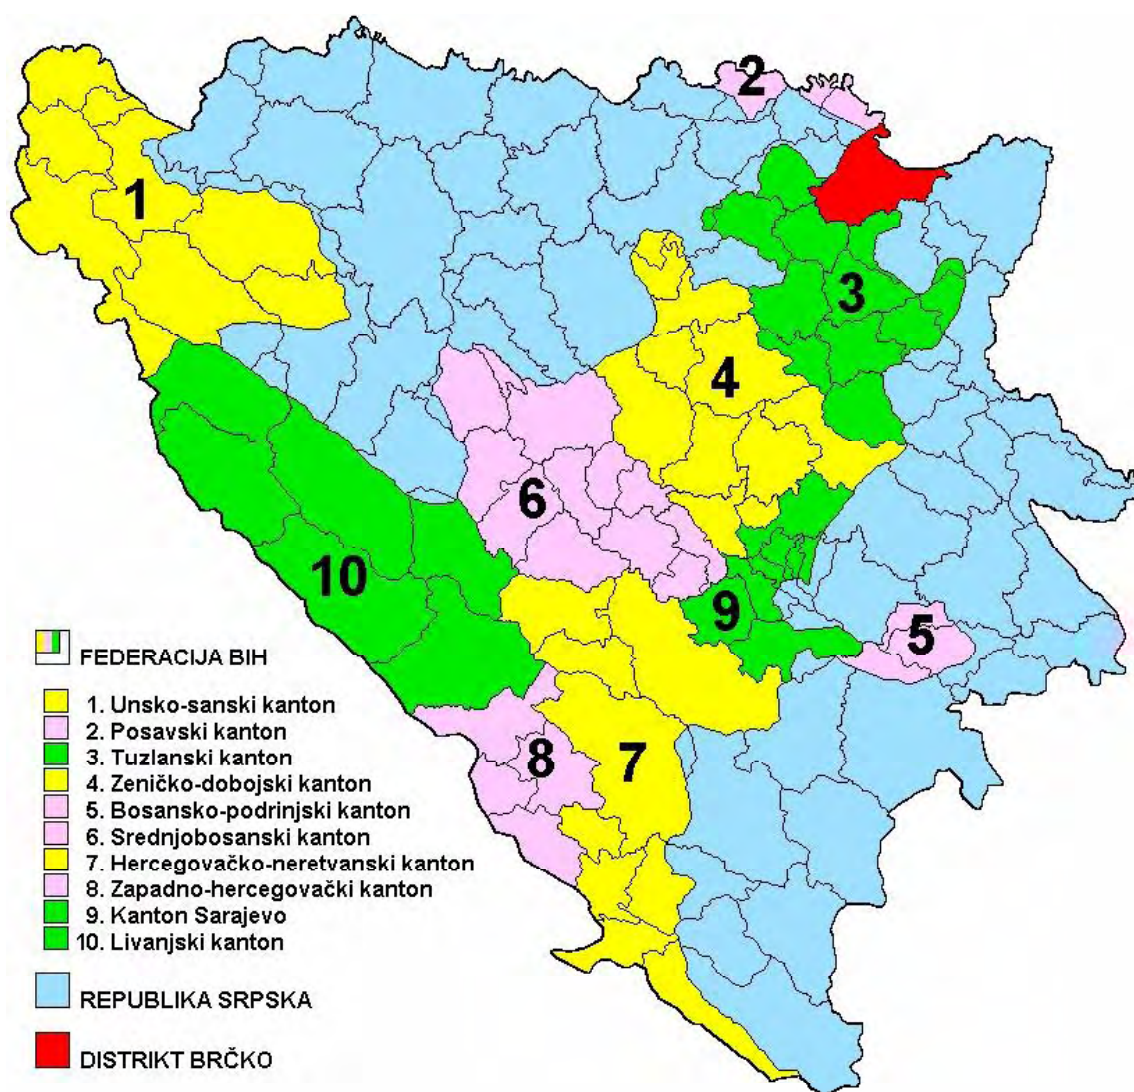 2
1
3
4
6
10
9
5
8
7
FEDERACIJA BIH
1. Unsko-sanski kanton
2. Posavski kanton
3. Tuzlanski kanton
4. Zeničko-dobojski kanton
5. Bosansko-podrinjski kanton
6. Srednjobosanski kanton
7. Hercegovačko-neretvanski kanton
8. Zapadno-hercegovački kanton
9. Kanton Sarajevo
10. Livanjski kanton
REPUBLIKA SRPSKA
DISTRIKT BRČKO